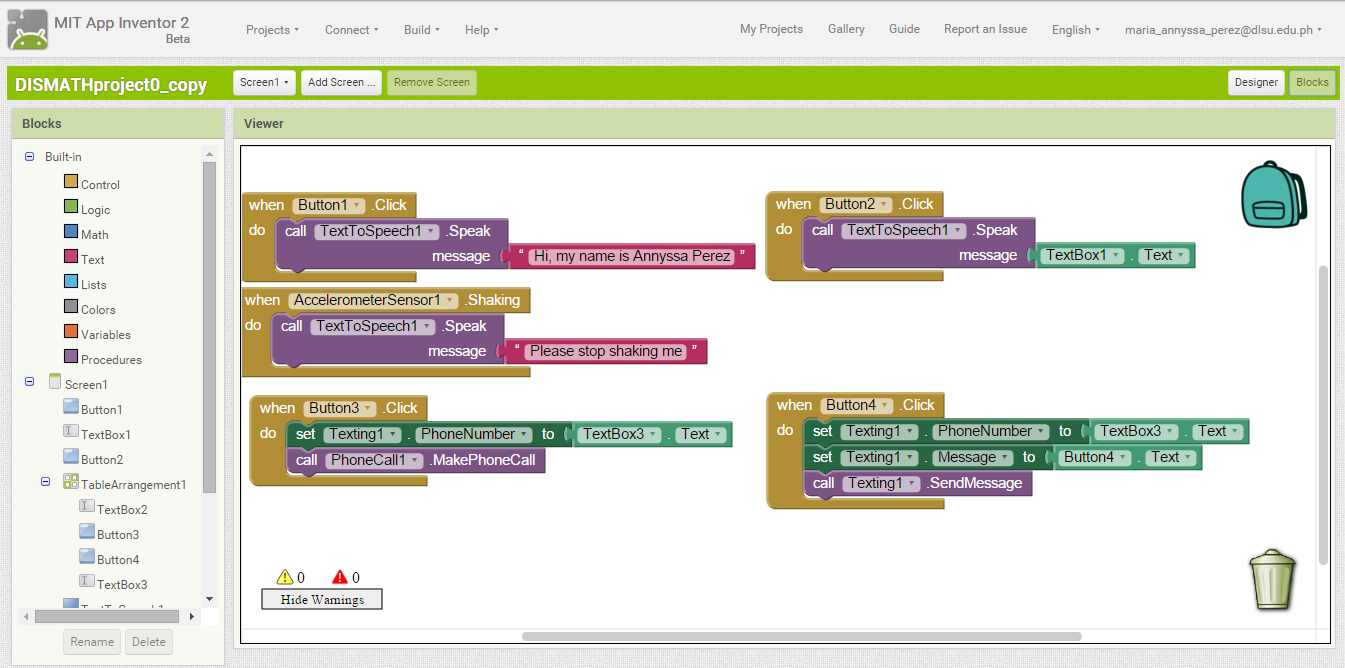 MIT App Inventor 2
Beta
Projects Connect Build Help My Projects Gallery Guide Report an Issue English maria_annyssa_perez@dlsu.edu.ph
DISMATHproject0_copy Screen1 Add Screen ... Remove Screen Designer Blocks
Blocks
Built-in
Control
Logic
Math
Text
Lists
Colors
Variables
Procedures
Screen1
Button1
TextBox1
Button2
TableArrangement1
TextBox2
Button3
Button4
TextBox3
Rename Delete
Viewer
when Button1 .Click
do call TextToSpeech1 .Speak
message " Hi, my name is Annyssa Perez "
when Button2 .Click
do call TextToSpeech1 .Speak
message TextBox1 . Text
when AccelerometerSensor1 .Shaking
do call TextToSpeech1 .Speak
message " Please stop shaking me "
when Button3 .Click
do set Texting1 . PhoneNumber to TextBox3 . Text
call PhoneCall1 .MakePhoneCall
when Button4 .Click
do set Texting1 . PhoneNumber to TextBox3 . Text
set Texting1 . Message to Button4 . Text
call Texting1 .SendMessage
0 0
Hide Warnings